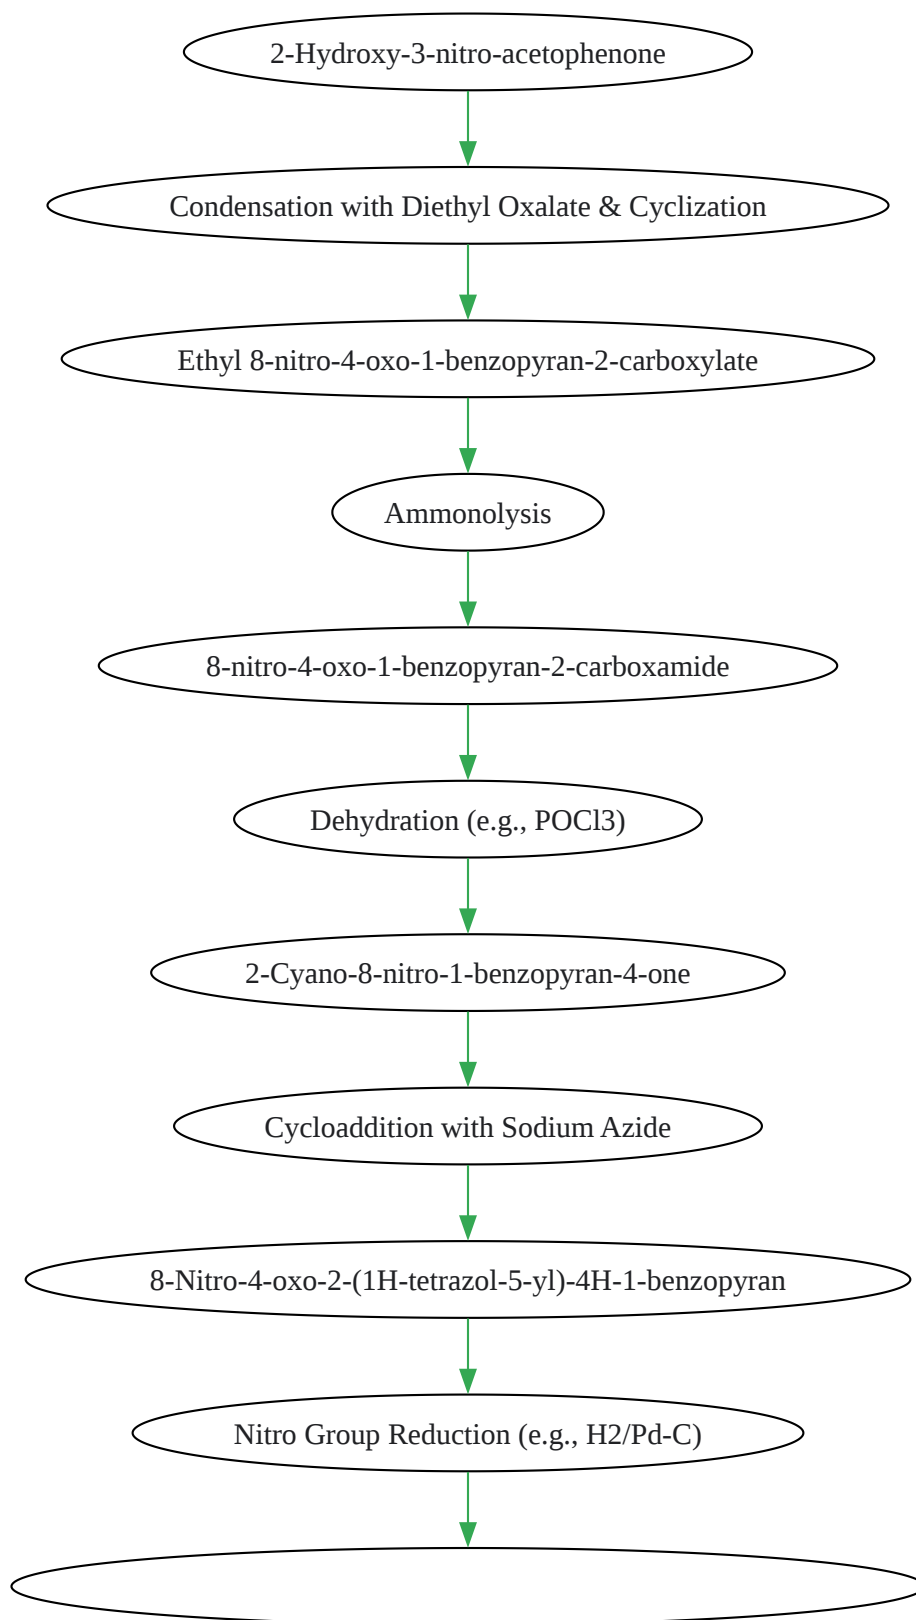 2-Hydroxy-3-nitro-acetophenone
Condensation with Diethyl Oxalate & Cyclization
Ethyl 8-nitro-4-oxo-1-benzopyran-2-carboxylate
Ammonolysis
8-nitro-4-oxo-1-benzopyran-2-carboxamide
Dehydration (e.g., POCl3)
2-Cyano-8-nitro-1-benzopyran-4-one
Cycloaddition with Sodium Azide
8-Nitro-4-oxo-2-(1H-tetrazol-5-yl)-4H-1-benzopyran
Nitro Group Reduction (e.g., H2/Pd-C)